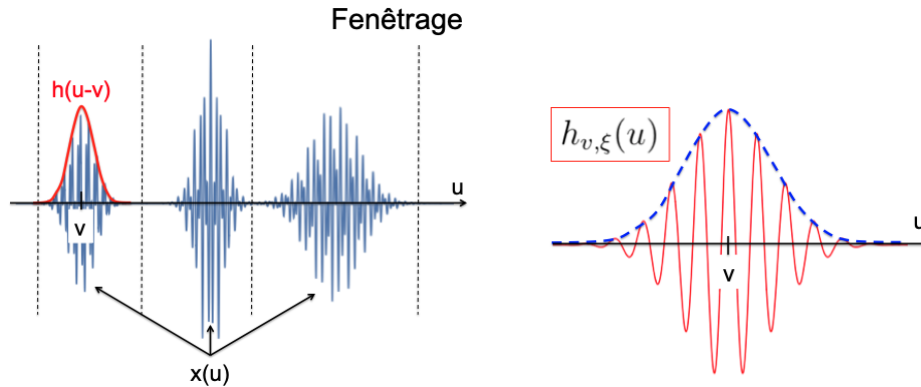 Fenêtrage
h(u-v)
u
v
x(u)
h_{v,ξ}(u)
u
v